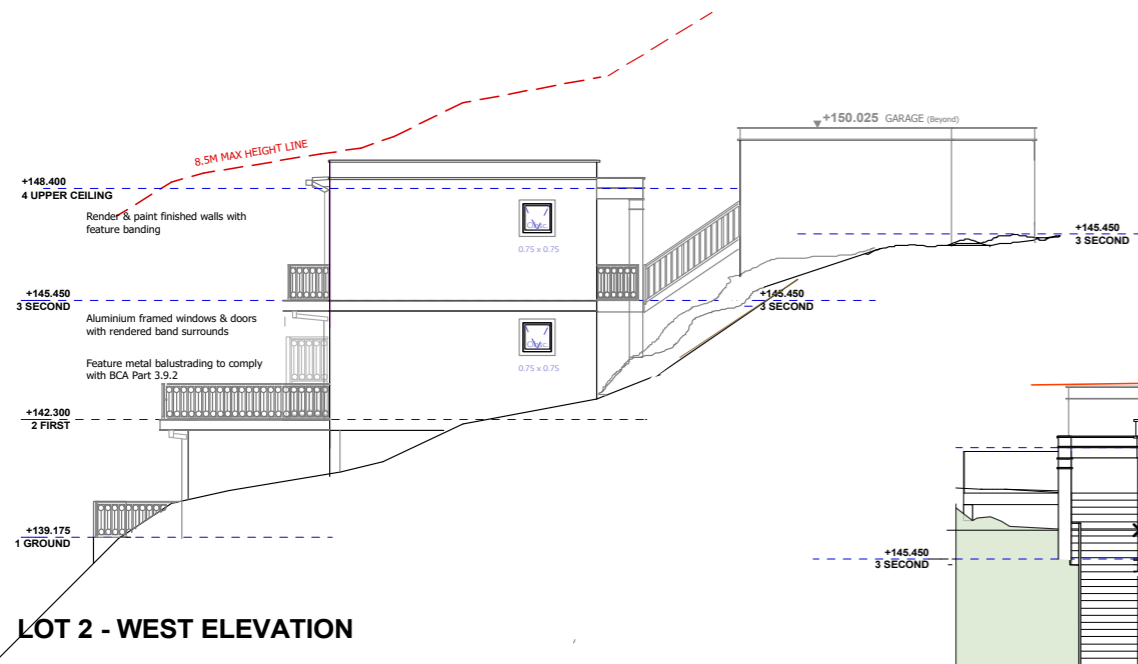 +150.025 GARAGE (Beyond)
8.5M MAX HEIGHT LINE
+148.400
4 UPPER CEILING
Render & paint finished walls with
feature banding
0.75 x 0.75
+145.450
3 SECOND
+145.450
3 SECOND
+145.450
3 SECOND
Aluminium framed windows & doors
with rendered band surrounds
0.75 x 0.75
Feature metal balustrading to comply
with BCA Part 3.9.2
+142.300
2 FIRST
+139.175
1 GROUND
+145.450
3 SECOND
LOT 2 - WEST ELEVATION